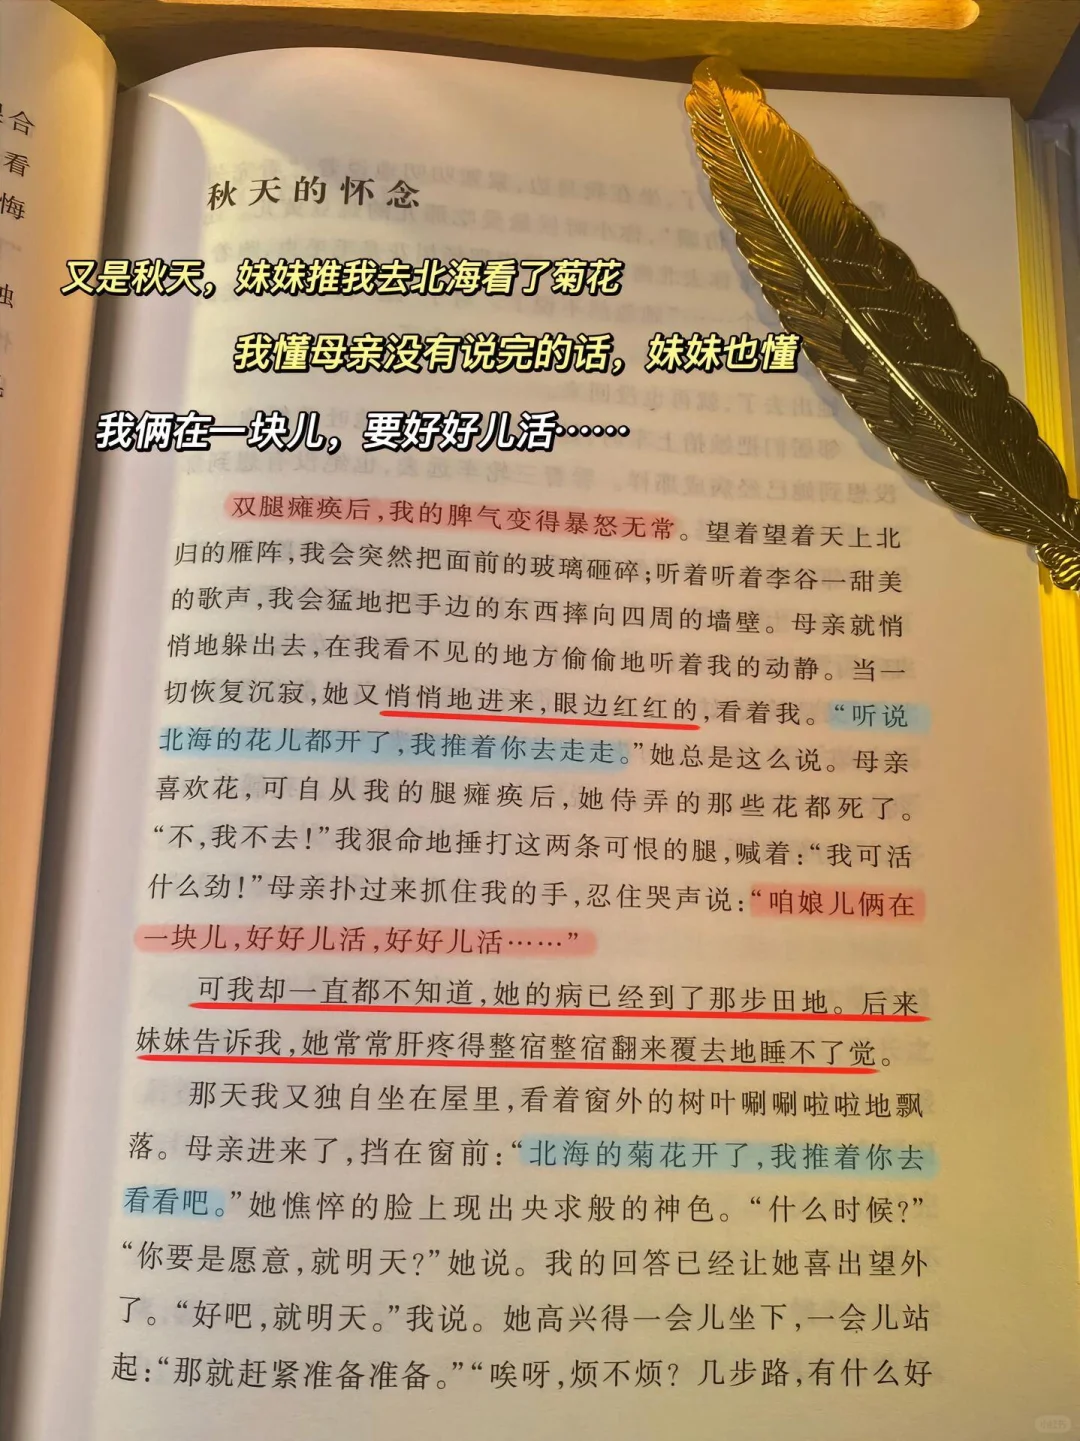 合
看
悔
秋天的怀念
又是秋天，妹妹推我去北海看了菊花
我懂母亲没有说完的话，妹妹也懂
我俩在一块儿，要好好儿活……
双腿瘫痪后，我的脾气变得暴怒无常。望着望着天上北
归的雁阵，我会突然把面前的玻璃砸碎；听着听着李谷一甜美
的歌声，我会猛地把手边的东西摔向四周的墙壁。母亲就悄
悄地躲出去，在我看不见的地方偷偷地听着我的动静。当一
切恢复沉寂，她又悄悄地进来，眼边红红的，看着我。“听说
北海的花儿都开了，我推着你去走走。”她总是这么说。母亲
喜欢花，可自从我的腿瘫痪后，她侍弄的那些花都死了。
“不，我不去！”我狠命地捶打这两条可恨的腿，喊着：“我可活
什么劲！”母亲扑过来抓住我的手，忍住哭声说：“咱娘儿俩在
一块儿，好好儿活，好好儿活……”
可我却一直都不知道，她的病已经到了那步田地。后来
妹妹告诉我，她常常肝疼得整宿整宿翻来覆去地睡不了觉。
那天我又独自坐在屋里，看着窗外的树叶唰唰啦啦地飘
落。母亲进来了，挡在窗前：“北海的菊花开了，我推着你去
看看吧。”她憔悴的脸上现出央求般的神色。“什么时候？”
“你要是愿意，就明天？”她说。我的回答已经让她喜出望外
了。“好吧，就明天。”我说。她高兴得一会儿坐下，一会儿站
起：“那就赶紧准备准备。”“唉呀，烦不烦？几步路，有什么好